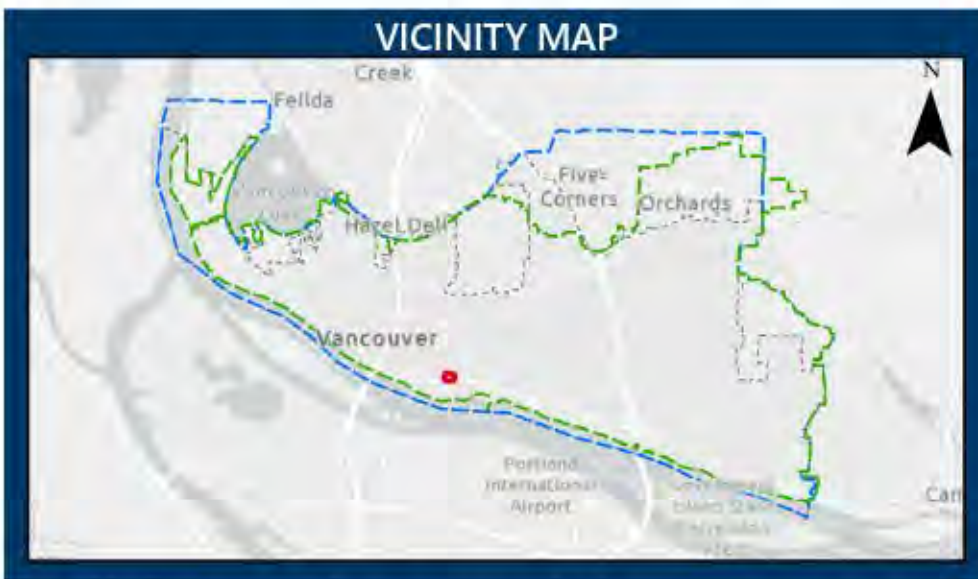 VICINITY MAP
Creek
N
Felida
Five
Corners
Orchards
Hazel Dell
Vancouver
Portland
International
Airport